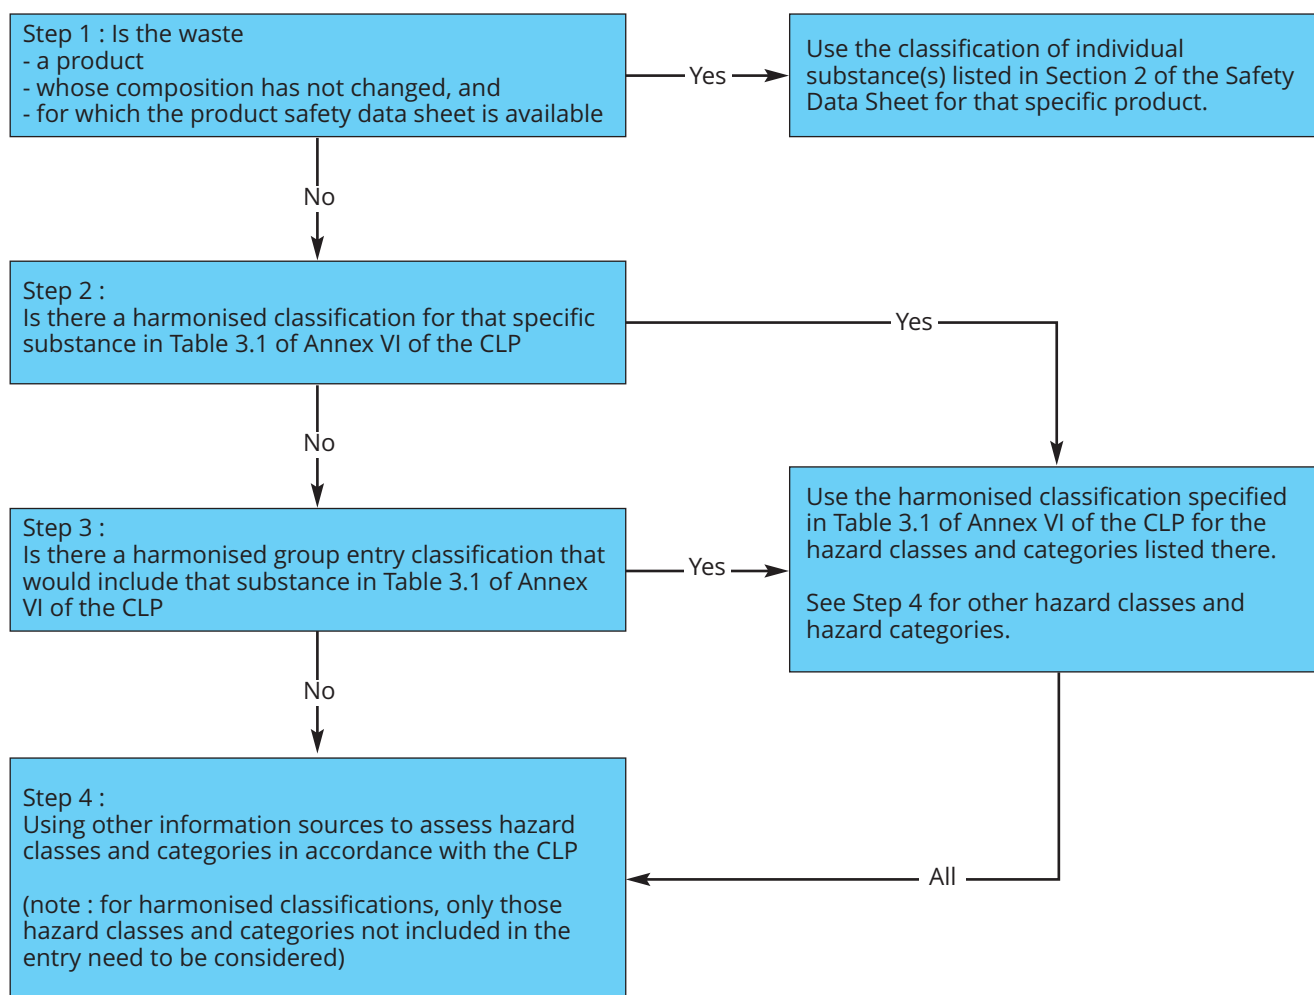 Step 1 : Is the waste
- a product
- whose composition has not changed, and
- for which the product safety data sheet is available
Yes
Use the classification of individual
substance(s) listed in Section 2 of the Safety
Data Sheet for that specific product.
No
Step 2 :
Is there a harmonised classification for that specific
substance in Table 3.1 of Annex VI of the CLP
Yes
No
Step 3 :
Is there a harmonised group entry classification that
would include that substance in Table 3.1 of Annex
VI of the CLP
Yes
Use the harmonised classification specified
in Table 3.1 of Annex VI of the CLP for the
hazard classes and categories listed there.
See Step 4 for other hazard classes and
hazard categories.
No
Step 4 :
Using other information sources to assess hazard
classes and categories in accordance with the CLP
(note : for harmonised classifications, only those
hazard classes and categories not included in the
entry need to be considered)
All